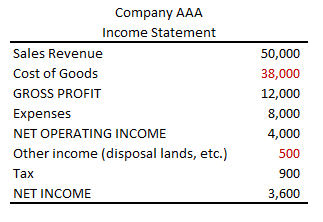 Company AAA
Income Statement
Sales Revenue 50,000
Cost of Goods 38,000
GROSS PROFIT 12,000
Expenses 8,000
NET OPERATING INCOME 4,000
Other income (disposal lands, etc.) 500
Tax 900
NET INCOME 3,600